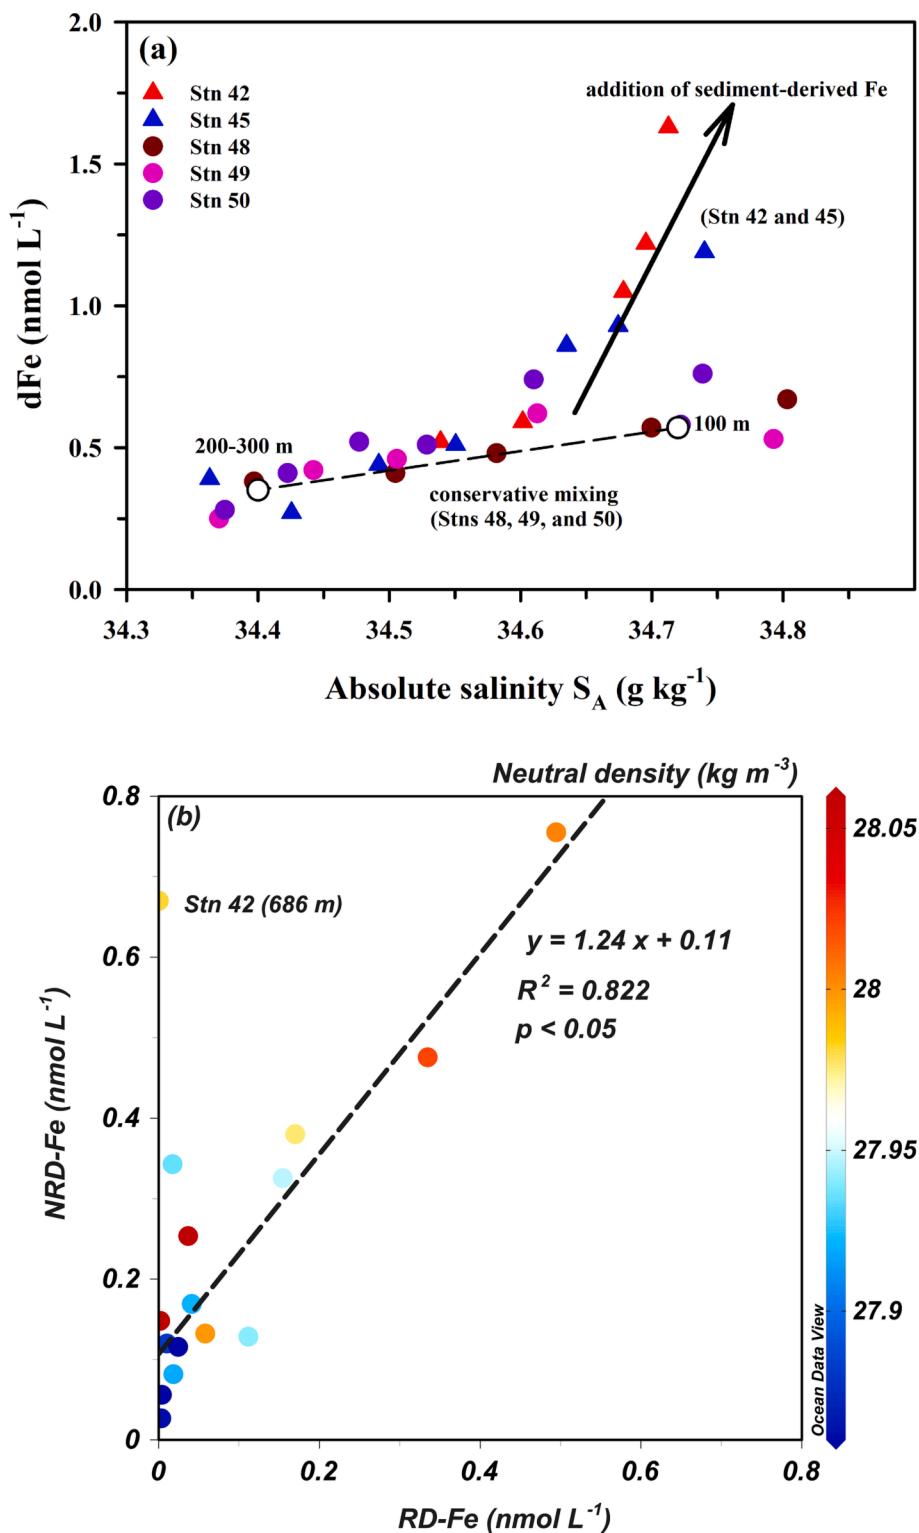 (a)
2.0
1.5
1.0
0.5
0.0
dFe (nmol L⁻¹)
Stn 42
Stn 45
Stn 48
Stn 49
Stn 50
addition of sediment-derived Fe
(Stn 42 and 45)
200-300 m
100 m
conservative mixing
(Stns 48, 49, and 50)
34.3 34.4 34.5 34.6 34.7 34.8
Absolute salinity S_A (g kg⁻¹)
Neutral density (kg m⁻³)
(b)
0.8
0.6
0.4
0.2
0
NRD-Fe (nmol L⁻¹)
Stn 42 (686 m)
y = 1.24 x + 0.11
R² = 0.822
p < 0.05
28.05
28
27.95
27.9
Ocean Data View
0 0.2 0.4 0.6 0.8
RD-Fe (nmol L⁻¹)